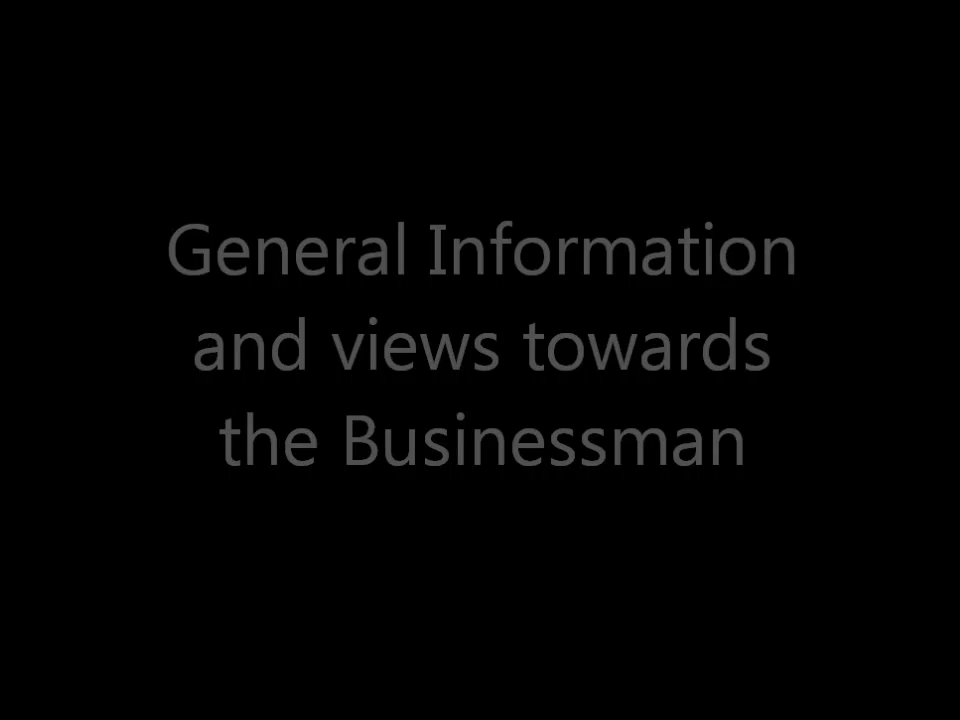 General Information
and views towards
the Businessman